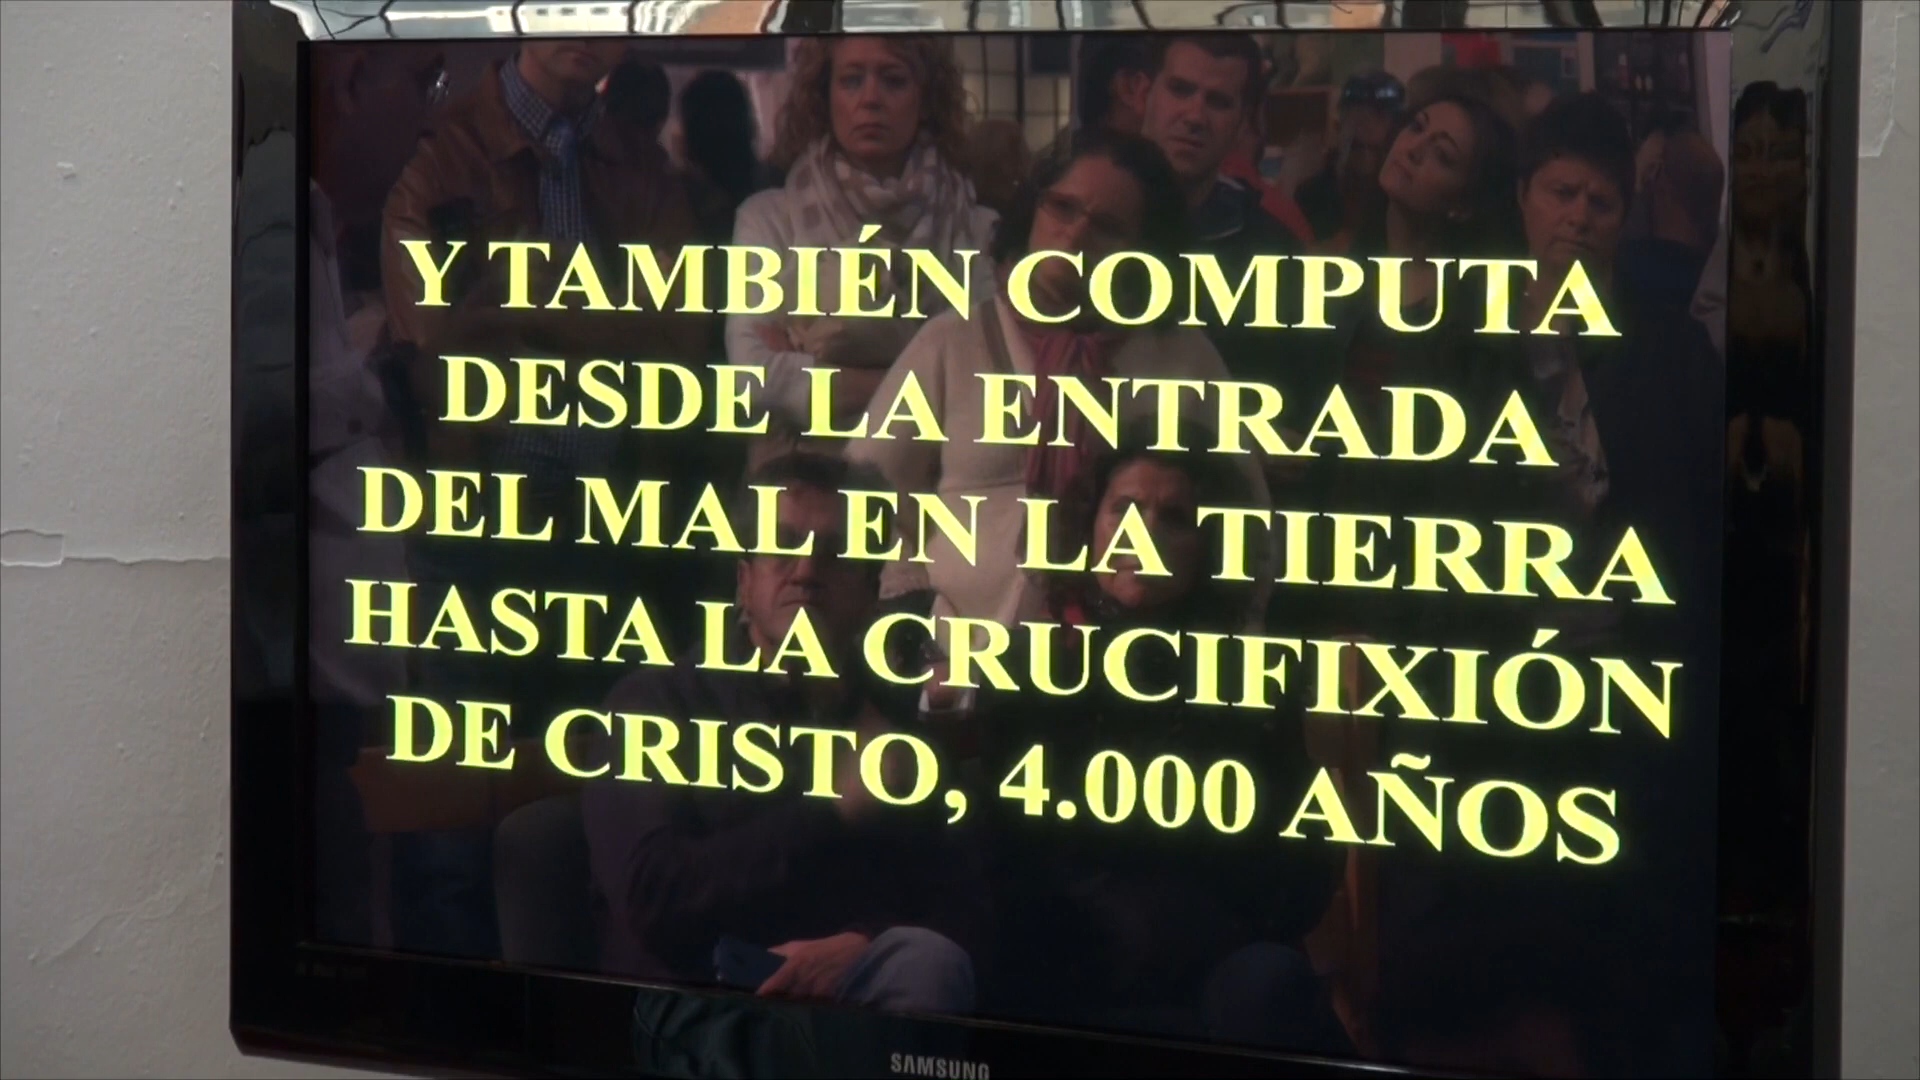 Y TAMBIÉN COMPUTA
DESDE LA ENTRADA
DEL MAL EN LA TIERRA
HASTA LA CRUCIFIXIÓN
DE CRISTO, 4.000 AÑOS
SAMSUNG